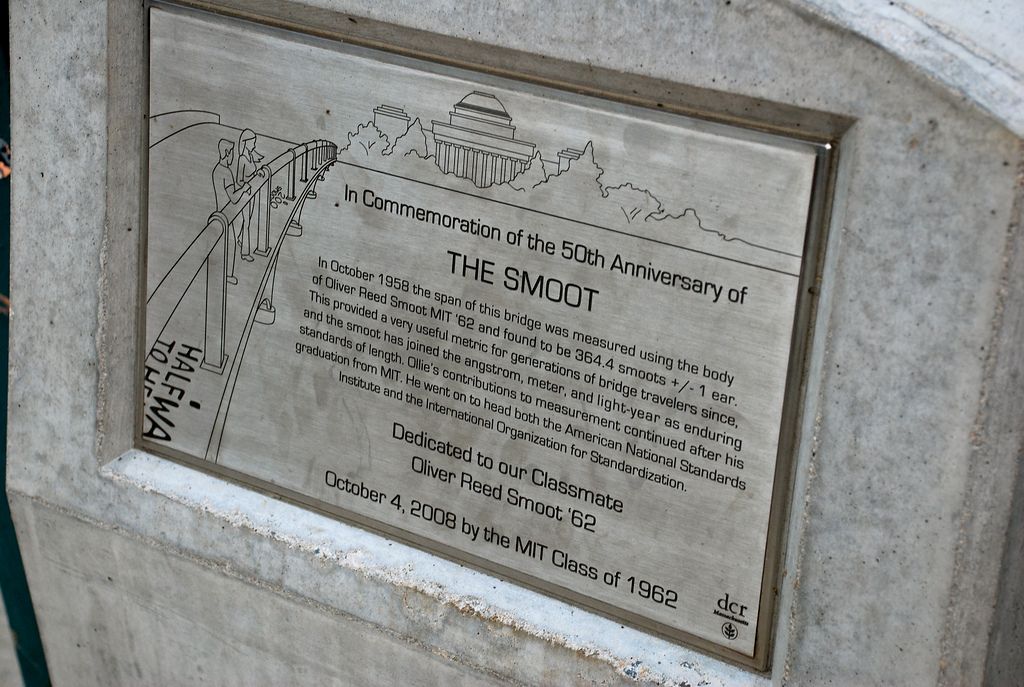 In Commemoration of the 50th Anniversary of
THE SMOOT
In October 1958 the span of this bridge was measured using the body
of Oliver Reed Smoot MIT '62 and found to be 364.4 smoots +/- 1 ear.
This provided a very useful metric for generations of bridge travelers since,
and the smoot has joined the angstrom, meter, and light-year as enduring
standards of length. Ollie's contributions to measurement continued after his
graduation from MIT. He went on to head both the American National Standards
Institute and the International Organization for Standardization.
Dedicated to our Classmate
Oliver Reed Smoot '62
October 4, 2008 by the MIT Class of 1962
HALFWA
TO HE
dcr
Massachusetts